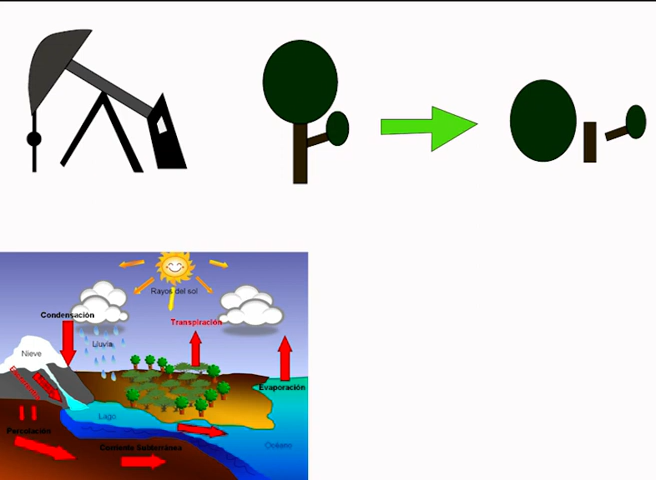 Rayos del sol
Condensación
Transpiración
Lluvia
Nieve
Evaporación
Lago
Percolación
Océano
Corriente Subterránea